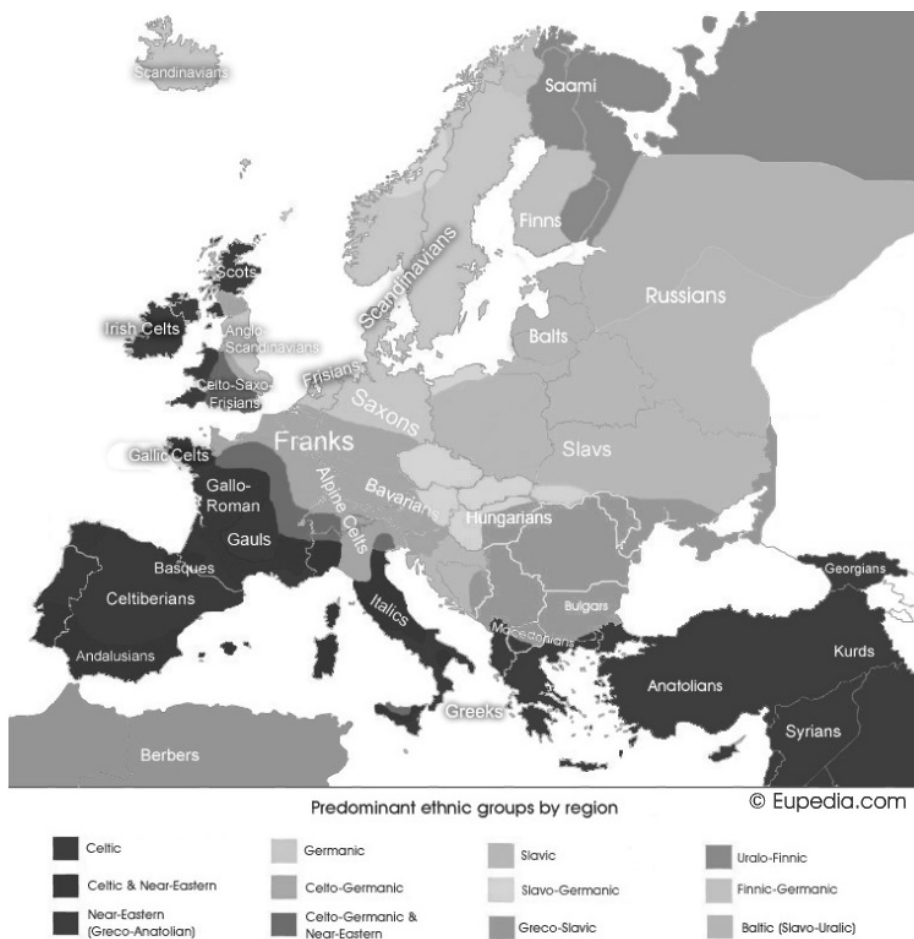 Scandinavians
Saami
Finns
Scandinavians
Scots
Russians
Irish Celts
Anglo-
Scandinavians
Balts
Frisians
Celto-Saxo-
Frisians
Saxons
Franks
Slavs
Gallic Celts
Alpine Celts
Bavarians
Gallo-
Roman
Hungarians
Gauls
Basques
Georgians
Celtiberians
Italics
Bulgars
Macedonians
Kurds
Andalusians
Anatolians
Greeks
Syrians
Berbers
Predominant ethnic groups by region
© Eupedia.com
Celtic
Germanic
Slavic
Uralo-Finnic
Celtic & Near-Eastern
Celto-Germanic
Slavo-Germanic
Finnic-Germanic
Near-Eastern
(Greco-Anatolian)
Celto-Germanic &
Near-Eastern
Greco-Slavic
Baltic (Slavo-Uralic)